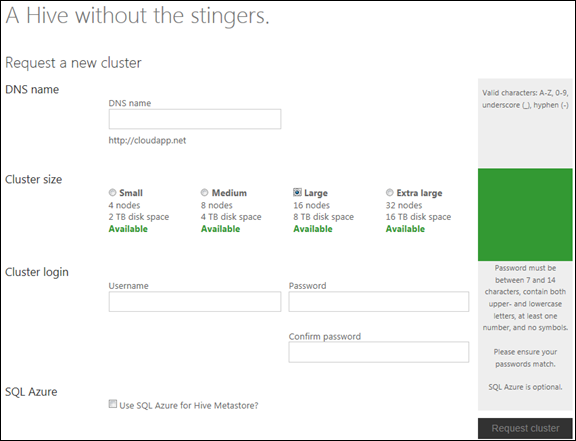 A Hive without the stingers.
Request a new cluster
DNS name
DNS name
http://cloudapp.net
Valid characters: A-Z, 0-9,
underscore (_), hyphen (-)
Cluster size
Small
4 nodes
2 TB disk space
Available
Medium
8 nodes
4 TB disk space
Available
Large
16 nodes
8 TB disk space
Available
Extra large
32 nodes
16 TB disk space
Available
Cluster login
Username
Password
Confirm password
Password must be
between 7 and 14
characters, contain both
upper- and lowercase
letters, at least one
number, and no symbols.
Please ensure your
passwords match.
SQL Azure is optional.
SQL Azure
Use SQL Azure for Hive Metastore?
Request cluster